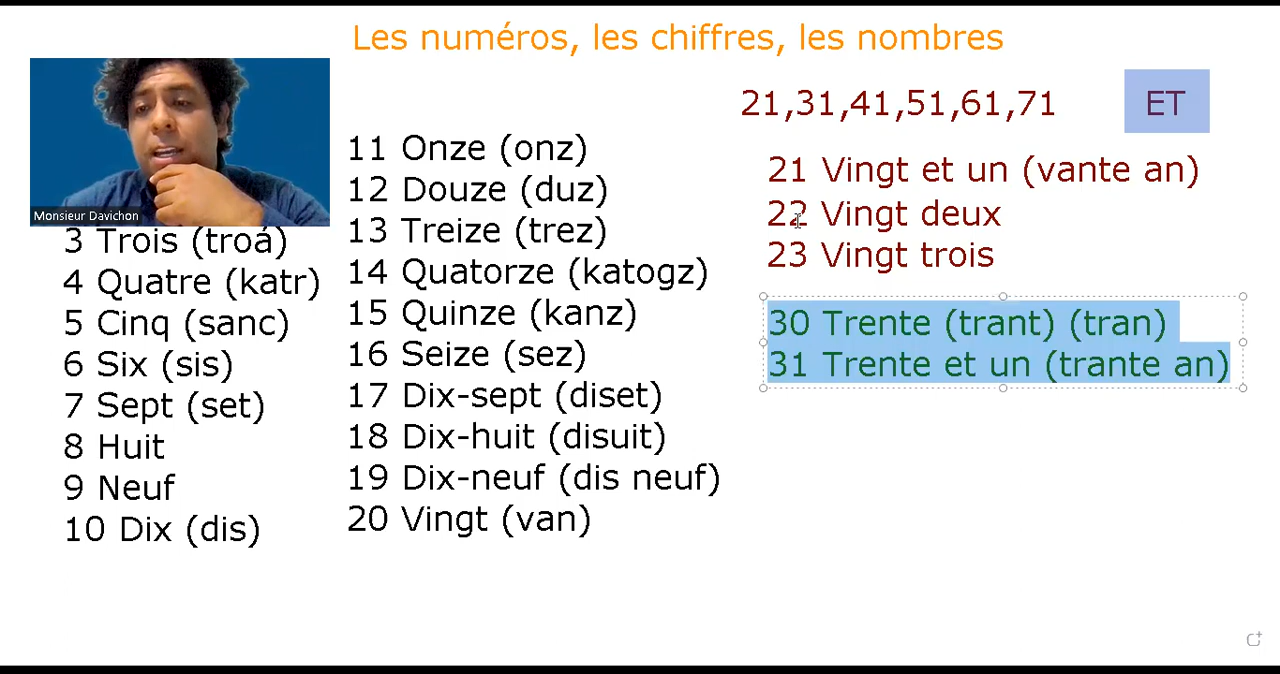 Les numéros, les chiffres, les nombres
Monsieur Davichon
3 Trois (troá)
4 Quatre (katr)
5 Cinq (sanc)
6 Six (sis)
7 Sept (set)
8 Huit
9 Neuf
10 Dix (dis)
11 Onze (onz)
12 Douze (duz)
13 Treize (trez)
14 Quatorze (katogz)
15 Quinze (kanz)
16 Seize (sez)
17 Dix-sept (diset)
18 Dix-huit (disuit)
19 Dix-neuf (dis neuf)
20 Vingt (van)
21,31,41,51,61,71 ET
21 Vingt et un (vante an)
22 Vingt deux
23 Vingt trois
30 Trente (trant) (tran)
31 Trente et un (trante an)